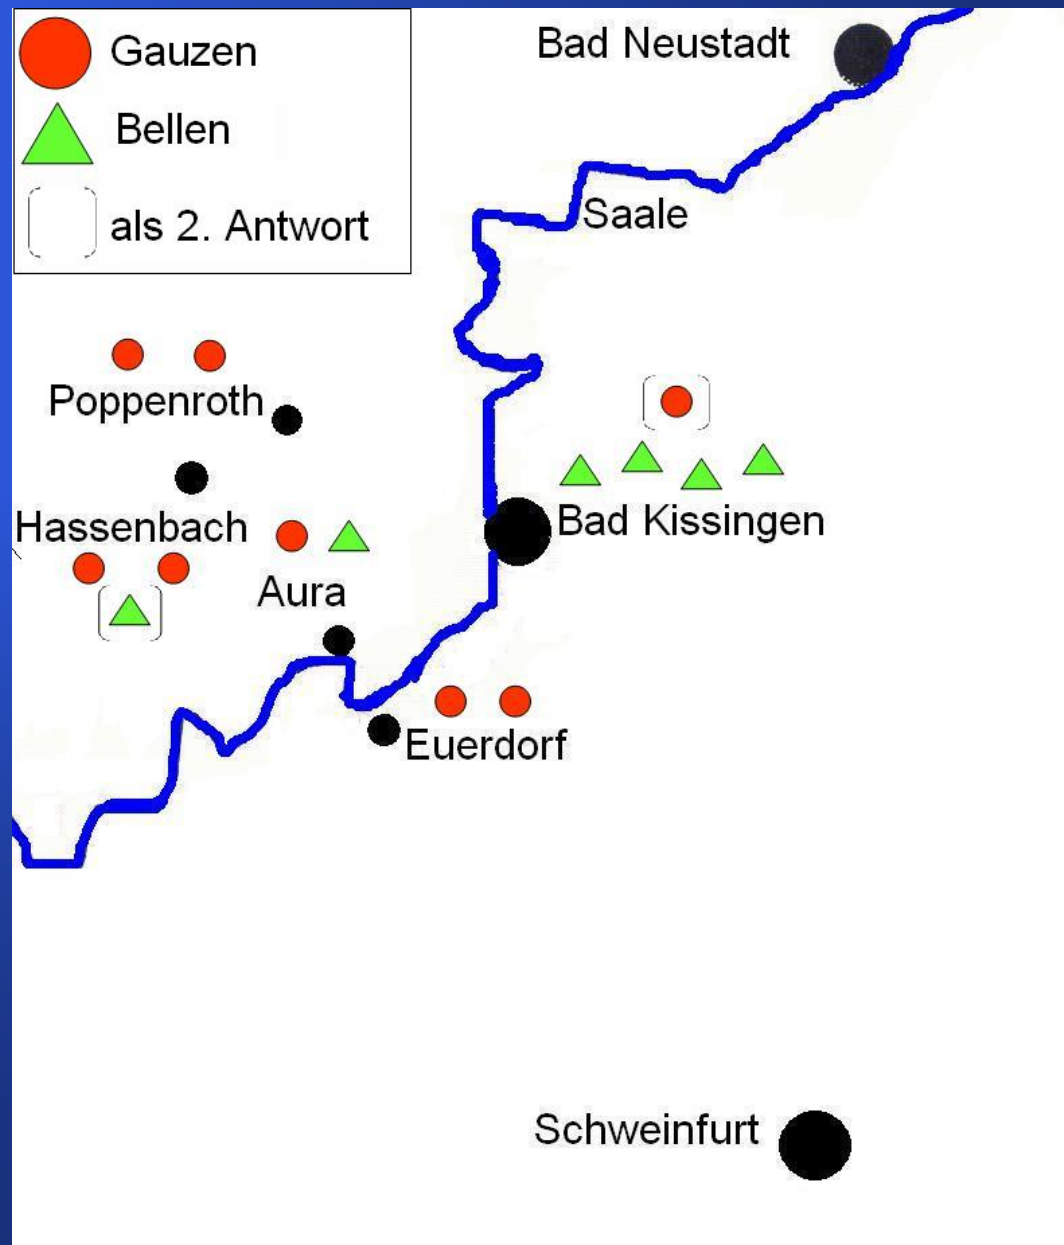 Gauzen
Bellen
als 2. Antwort
Bad Neustadt
Saale
Poppenroth
Hassenbach
Bad Kissingen
Aura
Euerdorf
Schweinfurt